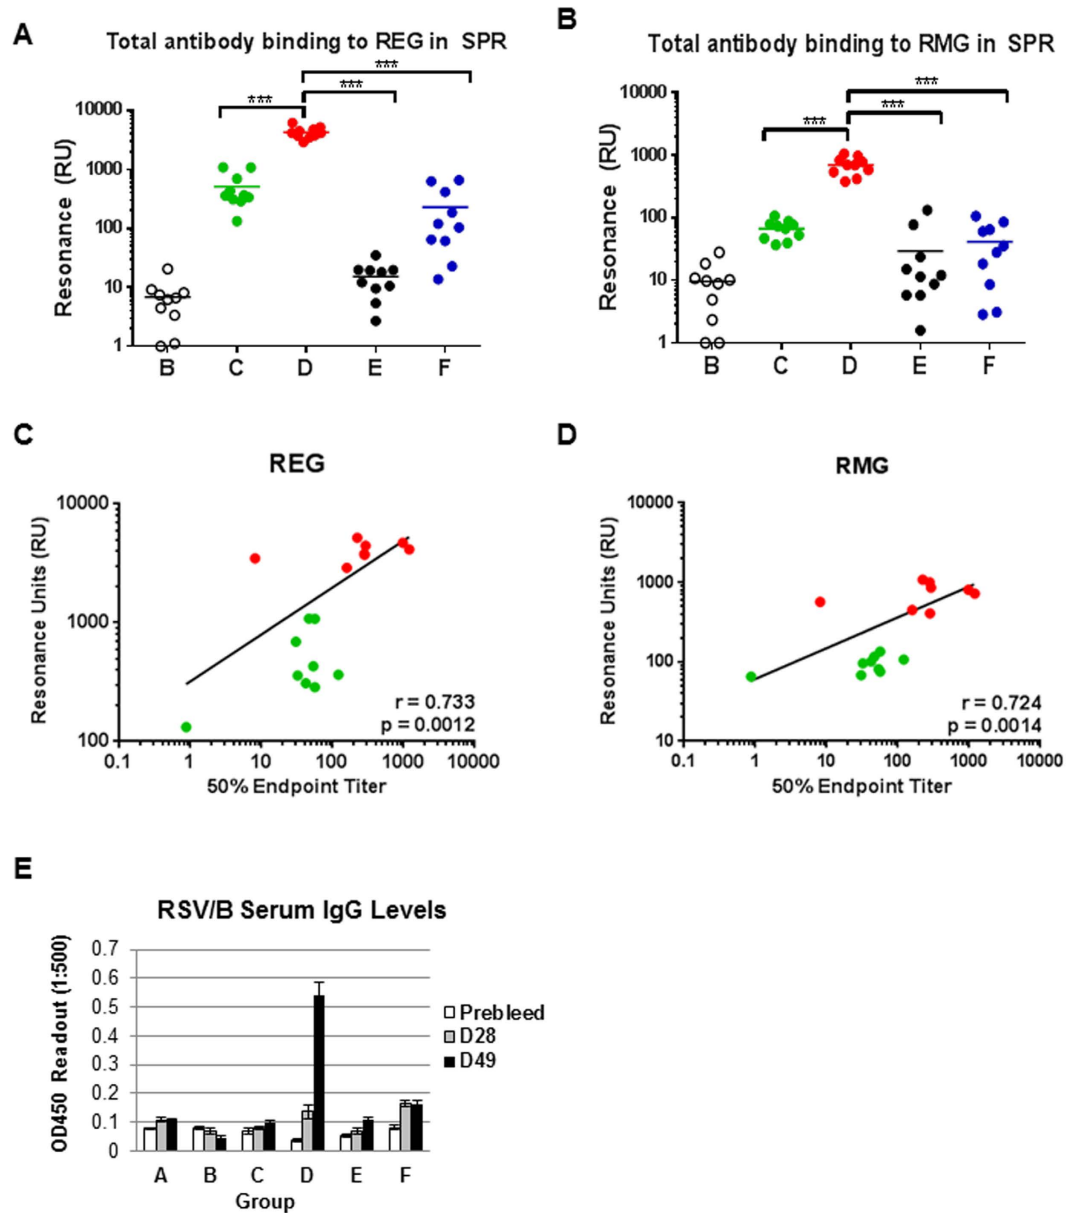 A
Total antibody binding to REG in SPR
***
***
***
Resonance (RU)
10000
1000
100
10
1
B C D E F
B
Total antibody binding to RMG in SPR
***
***
***
Resonance (RU)
10000
1000
100
10
1
B C D E F
C
REG
Resonance Units (RU)
10000
1000
100
r = 0.733
p = 0.0012
0.1 1 10 100 1000 10000
50% Endpoint Titer
D
RMG
Resonance Units (RU)
10000
1000
100
10
r = 0.724
p = 0.0014
0.1 1 10 100 1000 10000
50% Endpoint Titer
E
RSV/B Serum IgG Levels
OD450 Readout (1:500)
0.7
0.6
0.5
0.4
0.3
0.2
0.1
0
Prebleed
D28
D49
A B C D E F
Group